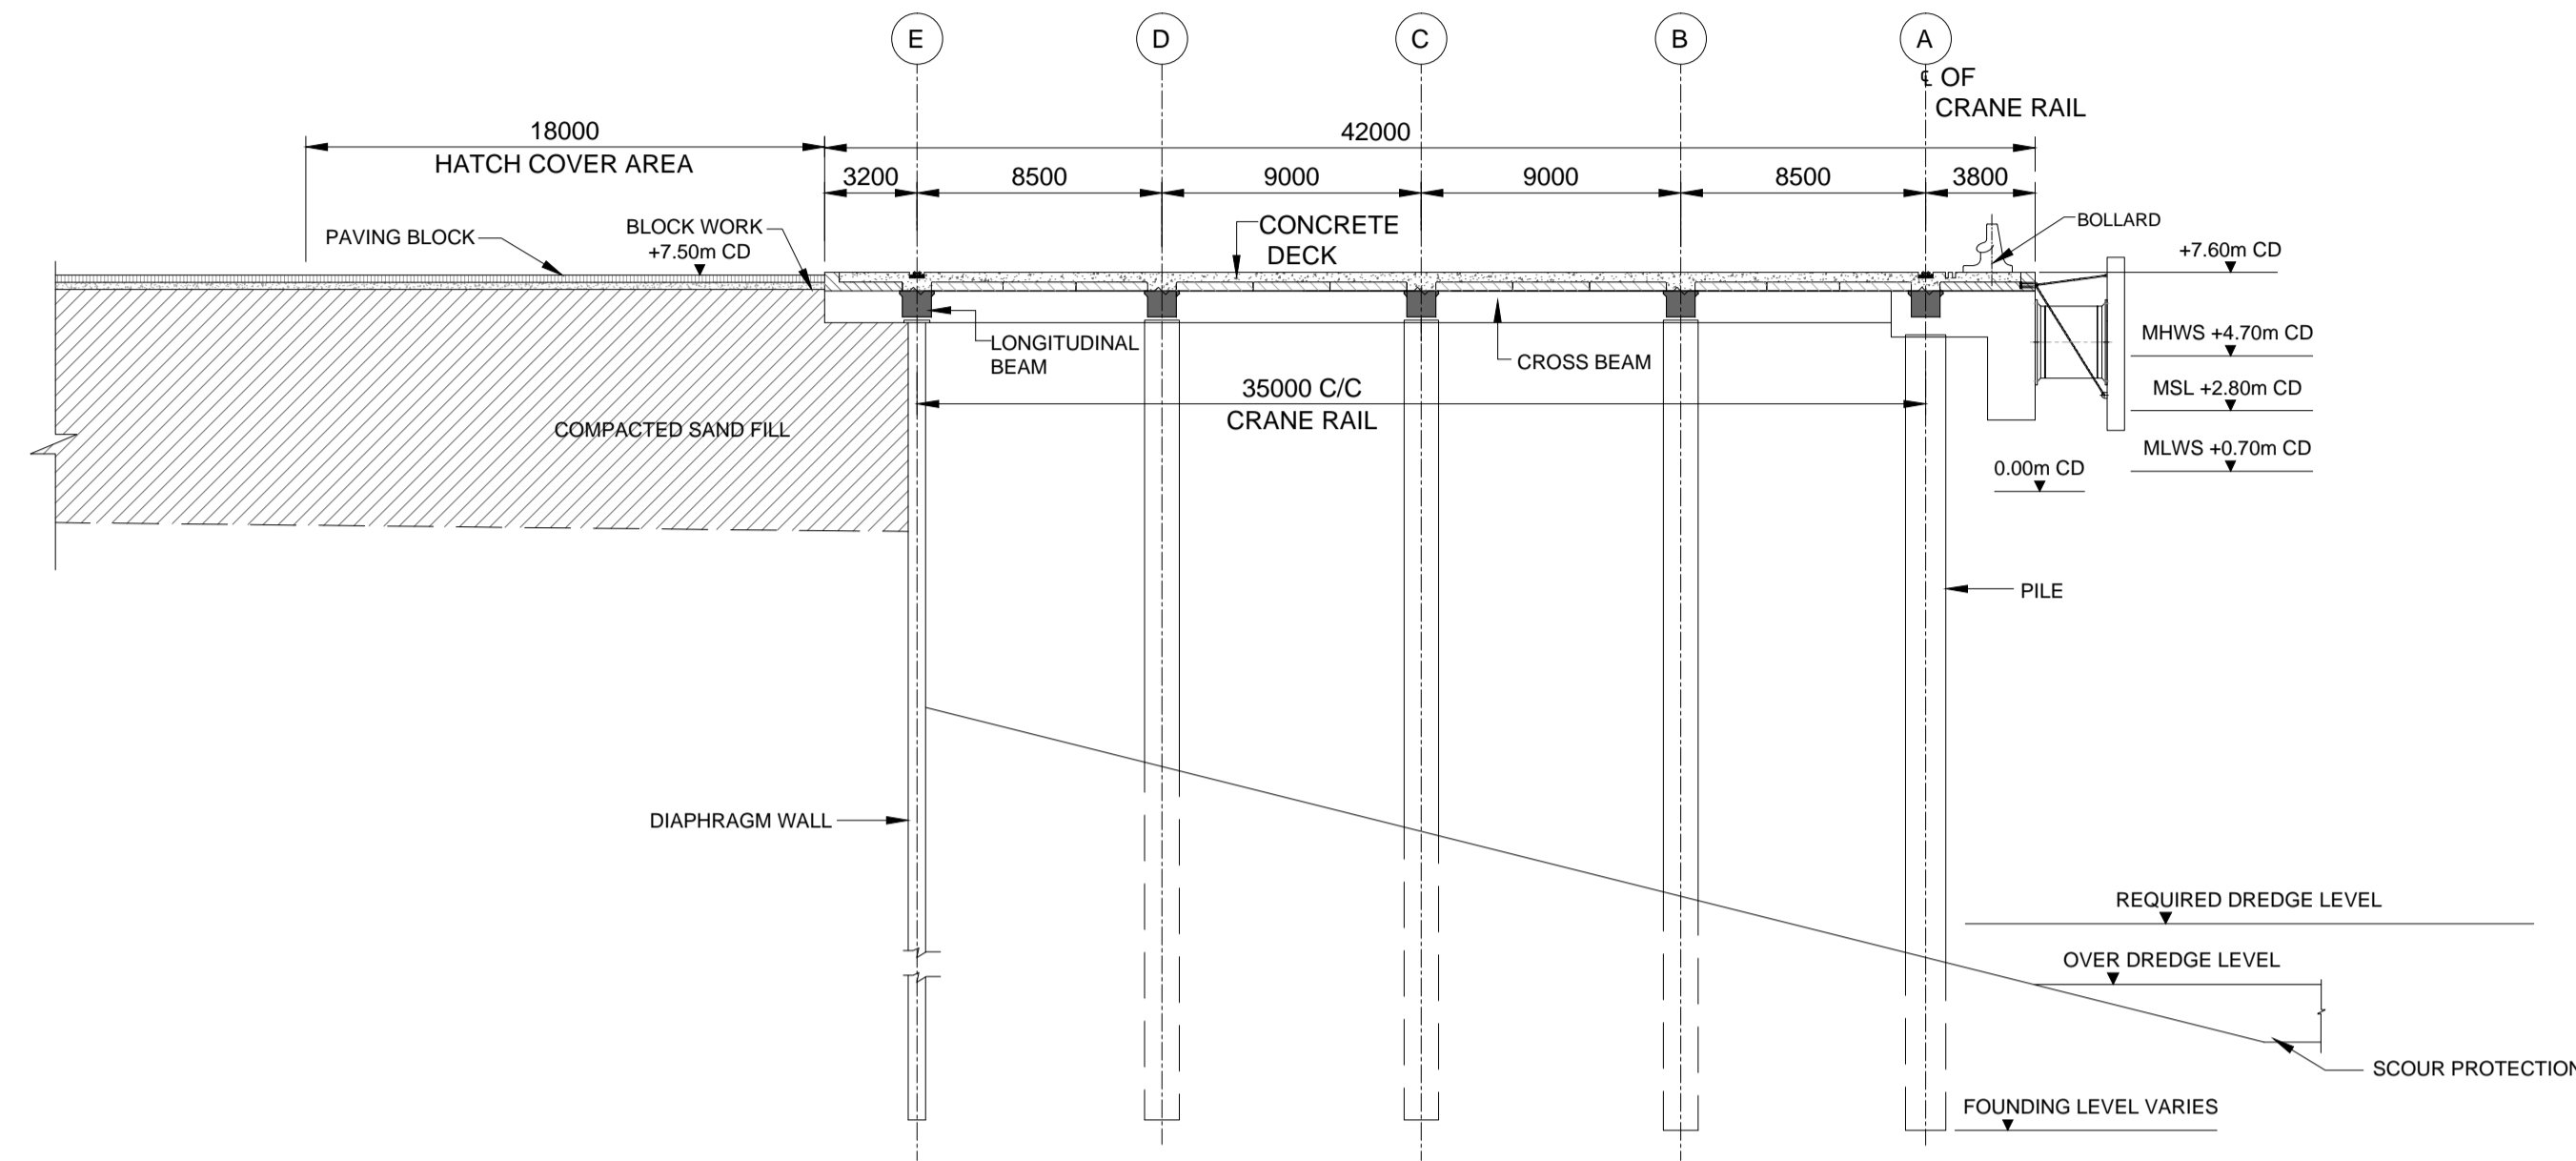 E D C B A
℄ OF
CRANE RAIL
18000
42000
HATCH COVER AREA
3200 8500 9000 9000 8500 3800
PAVING BLOCK
BLOCK WORK
+7.50m CD
CONCRETE
DECK
BOLLARD
+7.60m CD
LONGITUDINAL
BEAM
CROSS BEAM
MHWS +4.70m CD
35000 C/C
CRANE RAIL
MSL +2.80m CD
COMPACTED SAND FILL
MLWS +0.70m CD
0.00m CD
PILE
DIAPHRAGM WALL
REQUIRED DREDGE LEVEL
OVER DREDGE LEVEL
SCOUR PROTECTION
FOUNDING LEVEL VARIES